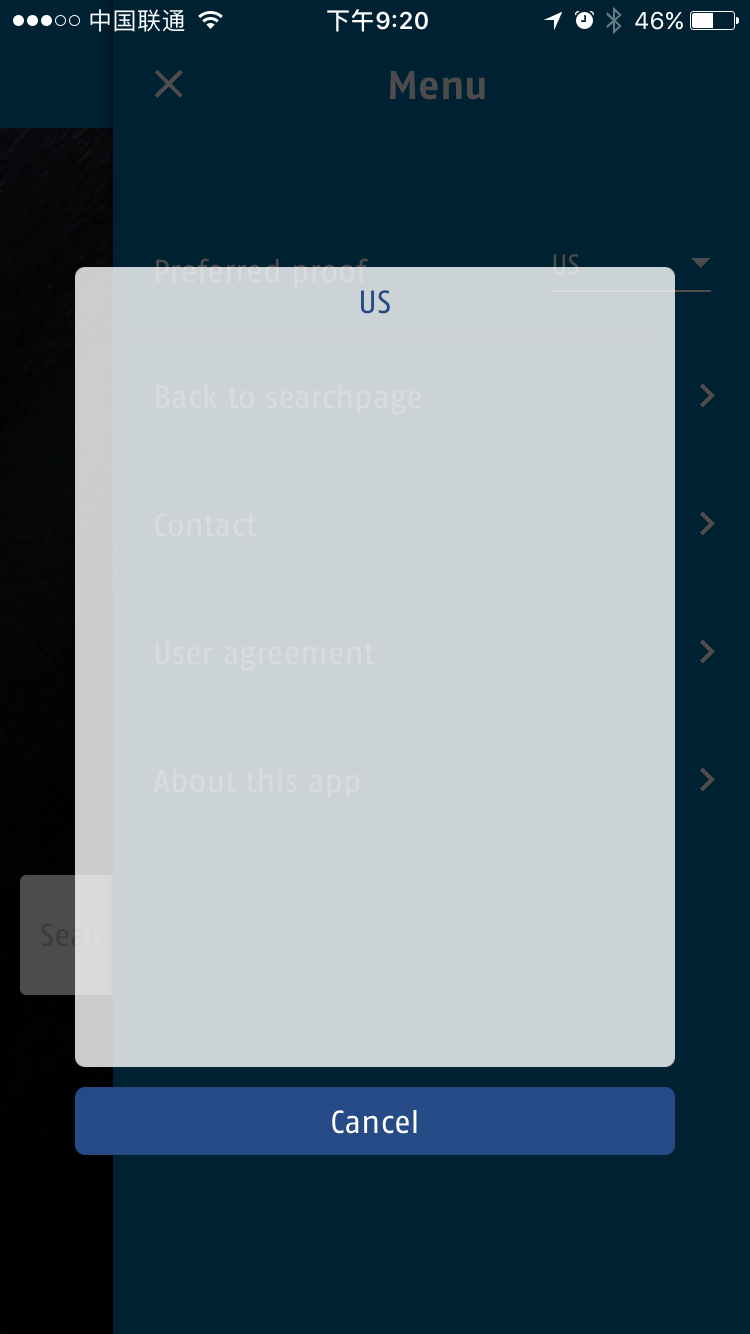 中国联通 下午9:20 46%
Menu
Preferred proof US
US
Back to searchpage
Contact
User agreement
About this app
Sear
Cancel